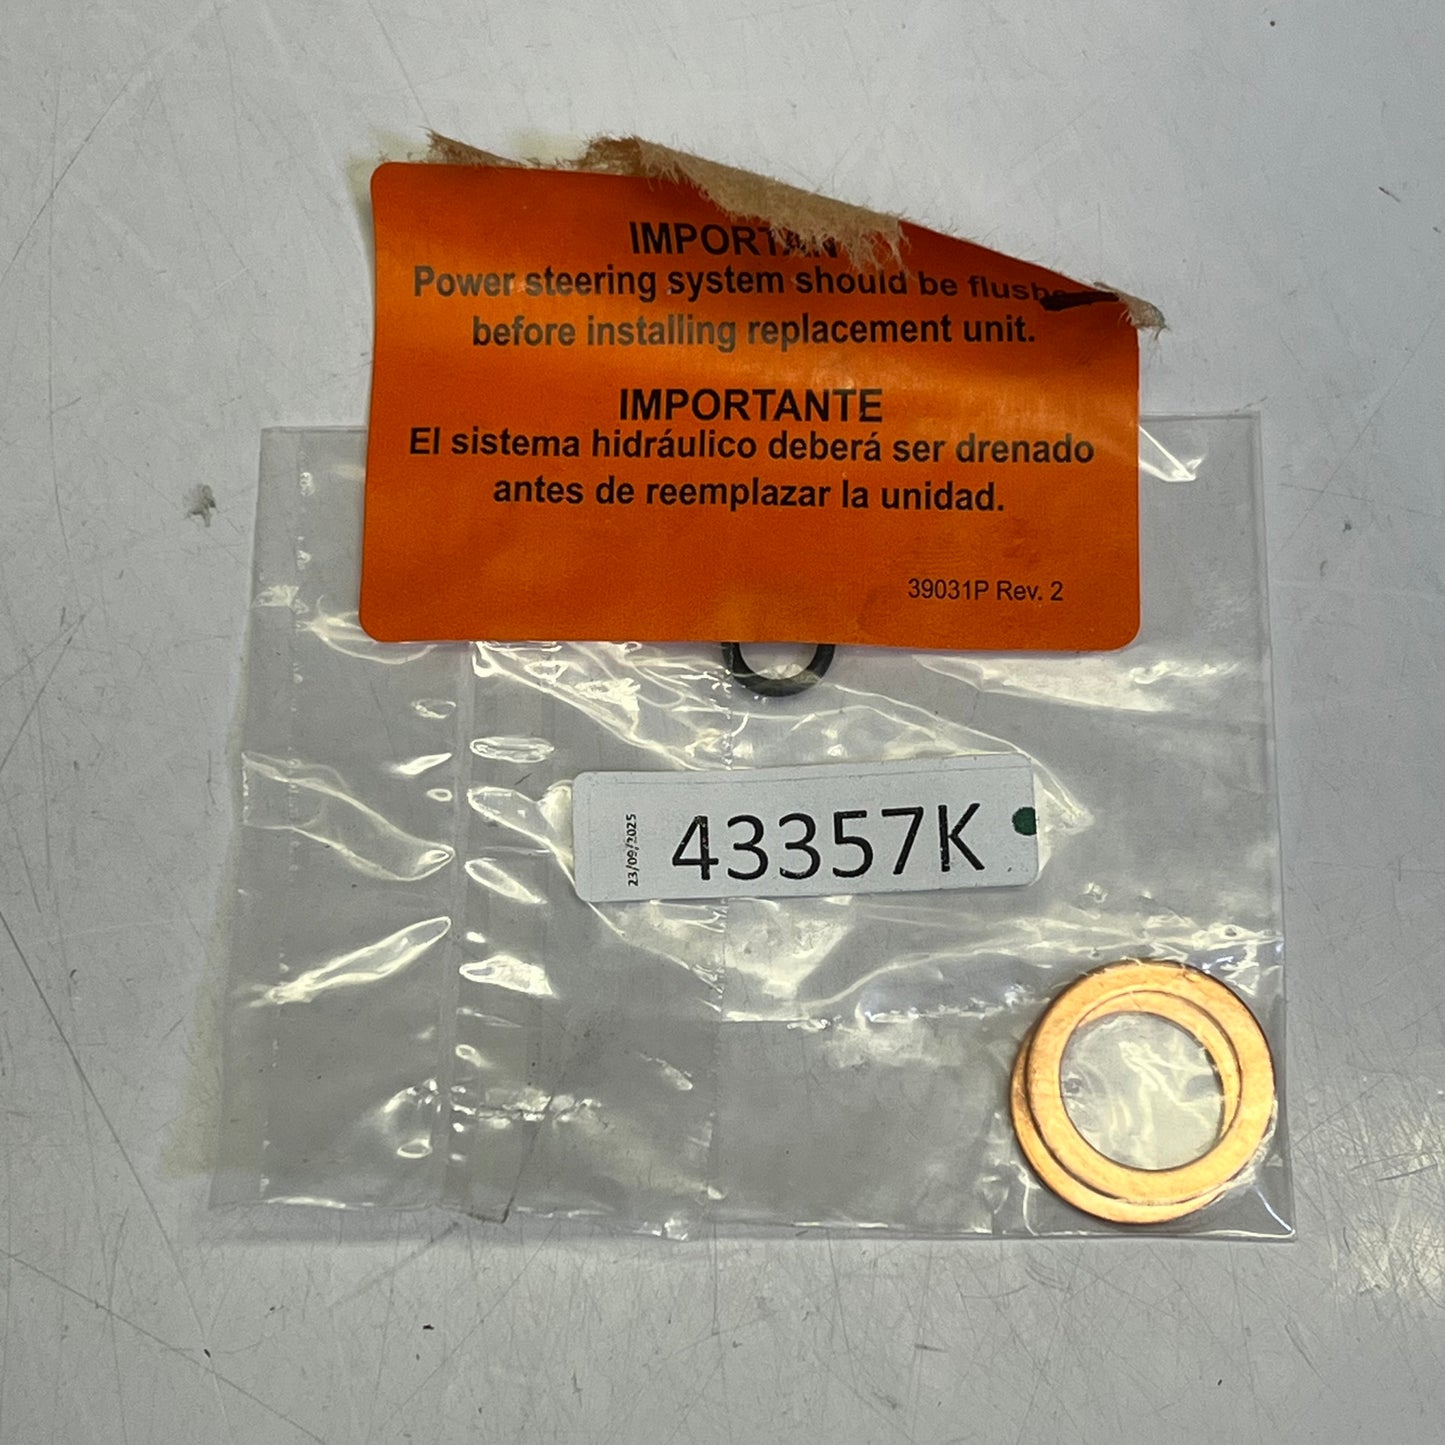 IMPORTAN
Power steering system should be flushe
before installing replacement unit.
IMPORTANTE
El sistema hidráulico deberá ser drenado
antes de reemplazar la unidad.
39031P Rev. 2
23/09/2025
43357K